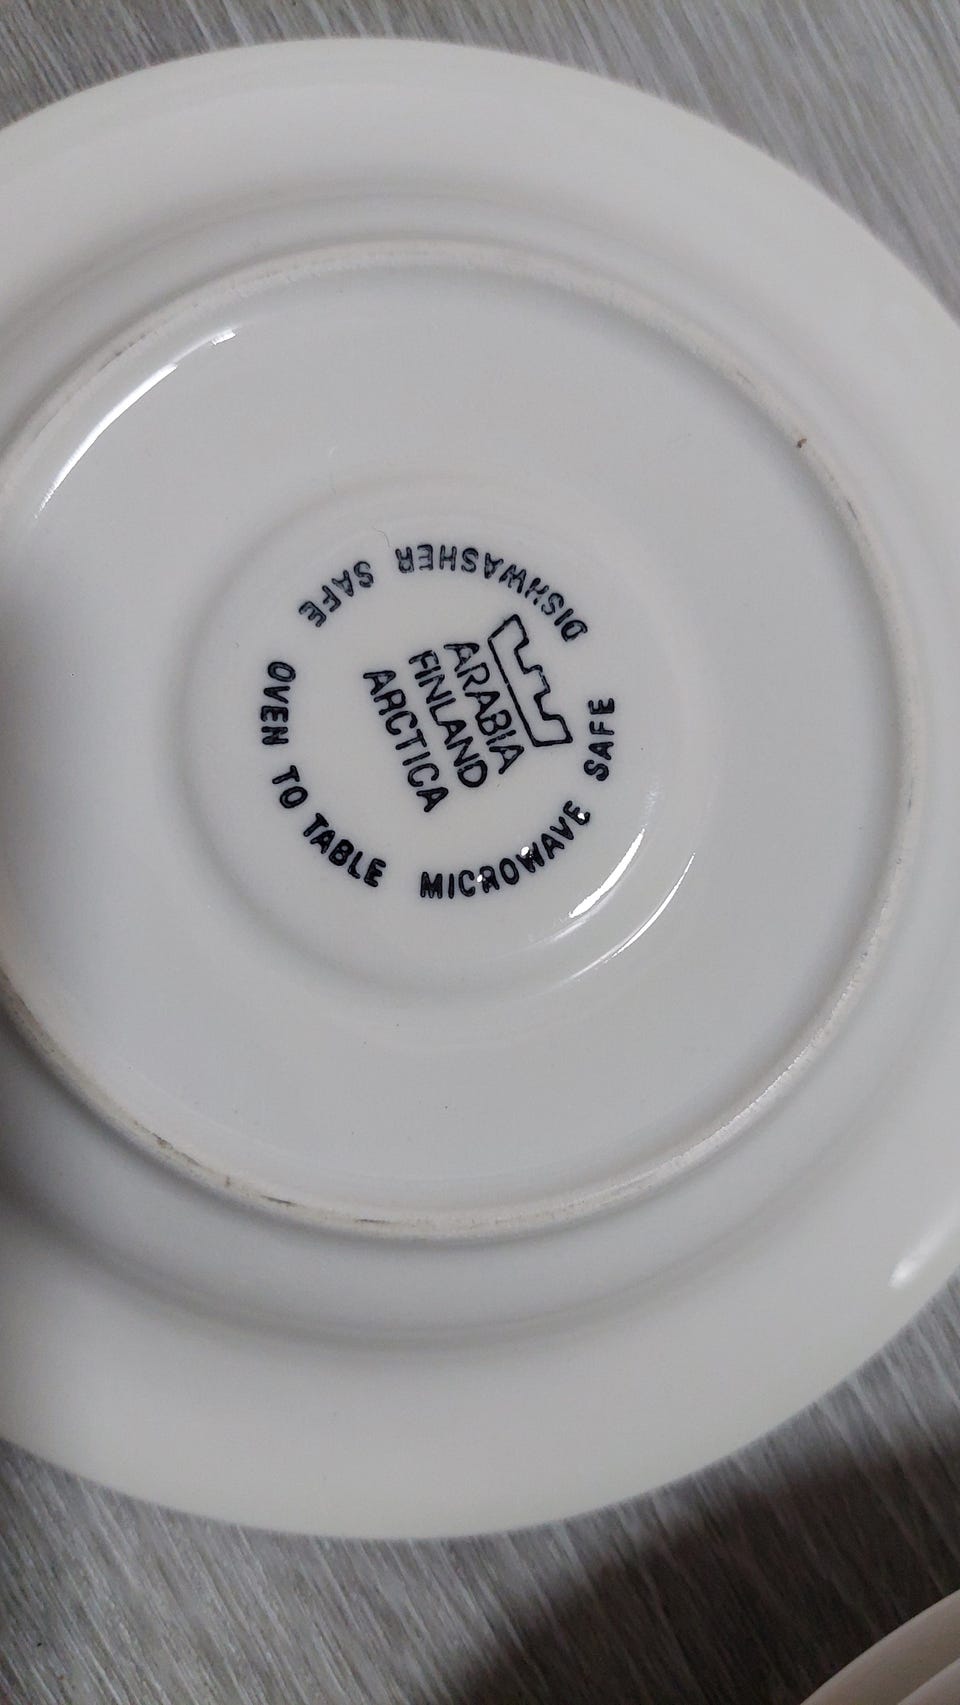 ARABIA
FINLAND
ARCTICA
DISHWASHER SAFE
OVEN TO TABLE
MICROWAVE SAFE